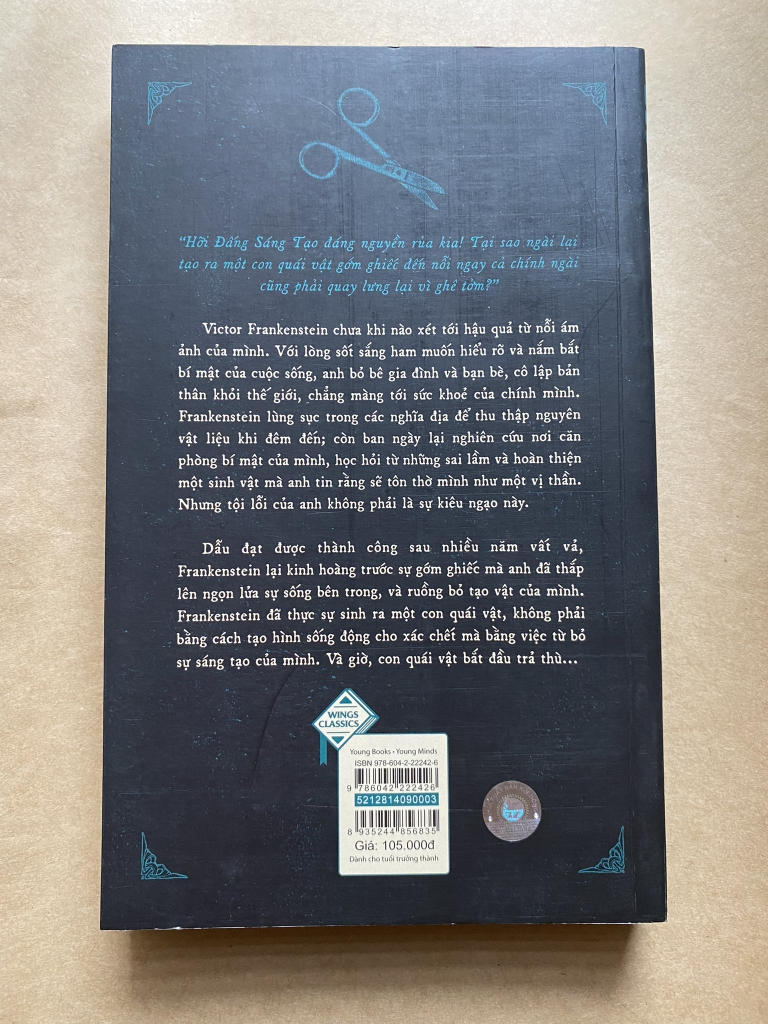 “Hỡi Đấng Sáng Tạo đáng nguyền rủa kia! Tại sao ngài lại
tạo ra một con quái vật gớm ghiếc đến nỗi ngay cả chính ngài
cũng phải quay lưng lại vì ghê tởm?”
Victor Frankenstein chưa khi nào xét tới hậu quả từ nỗi ám
ảnh của mình. Với lòng sốt sắng ham muốn hiểu rõ và nắm bắt
bí mật của cuộc sống, anh bỏ bê gia đình và bạn bè, cô lập bản
thân khỏi thế giới, chẳng màng tới sức khoẻ của chính mình.
Frankenstein lùng sục trong các nghĩa địa để thu thập nguyên
vật liệu khi đêm đến; còn ban ngày lại nghiên cứu nơi căn
phòng bí mật của mình, học hỏi từ những sai lầm và hoàn thiện
một sinh vật mà anh tin rằng sẽ tôn thờ mình như một vị thần.
Nhưng tội lỗi của anh không phải là sự kiêu ngạo này.
Dẫu đạt được thành công sau nhiều năm vất vả,
Frankenstein lại kinh hoàng trước sự gớm ghiếc mà anh đã thắp
lên ngọn lửa sự sống bên trong, và ruồng bỏ tạo vật của mình.
Frankenstein đã thực sự sinh ra một con quái vật, không phải
bằng cách tạo hình sống động cho xác chết mà bằng việc từ bỏ
sự sáng tạo của mình. Và giờ, con quái vật bắt đầu trả thù...
WINGS
CLASSICS
Young Books • Young Minds
ISBN 978-604-2-22242-6
9 786042 222426
5212814090003
8 935244 856835
Giá: 105.000đ
Dành cho tuổi trưởng thành